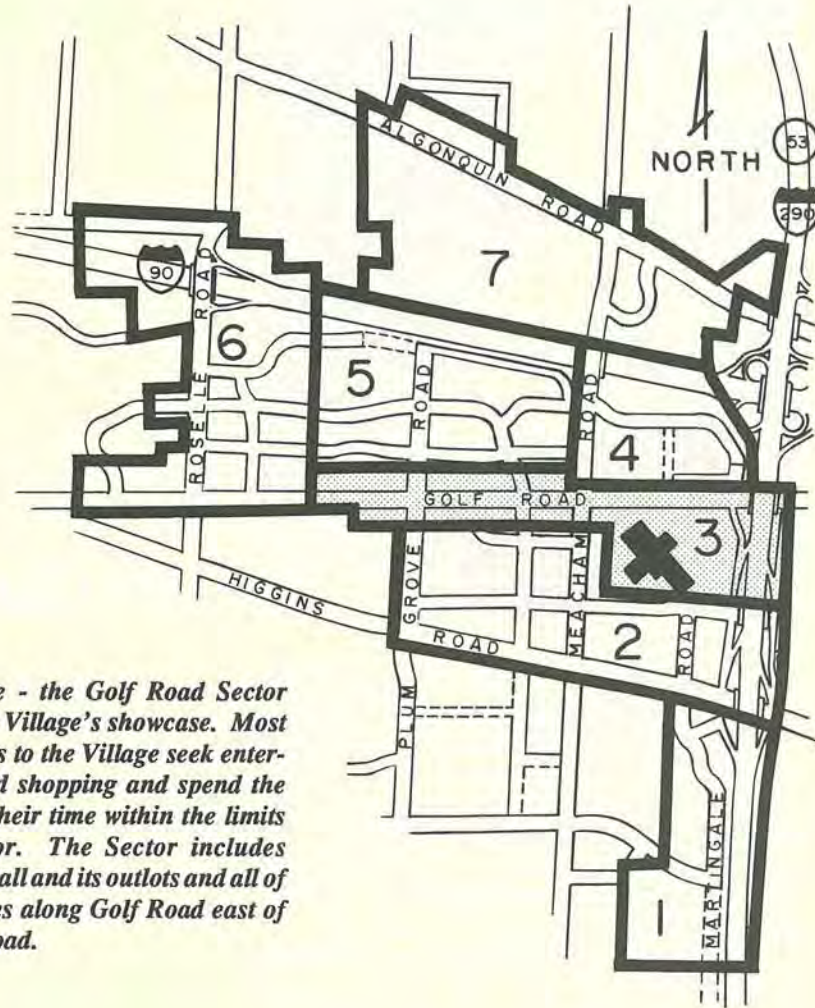 NORTH
53
290
ALGONQUIN ROAD
7
90
ROSELLE ROAD
6
5
ROAD
ROAD
4
GOLF ROAD
3
GROVE
MEACHAM
HIGGINS
ROAD
2
ROAD
PLUM
MARTINGALE
1
e - the Golf Road Sector
Village's showcase. Most
s to the Village seek enter-
d shopping and spend the
heir time within the limits
or. The Sector includes
all and its outlots and all of
es along Golf Road east of
oad.